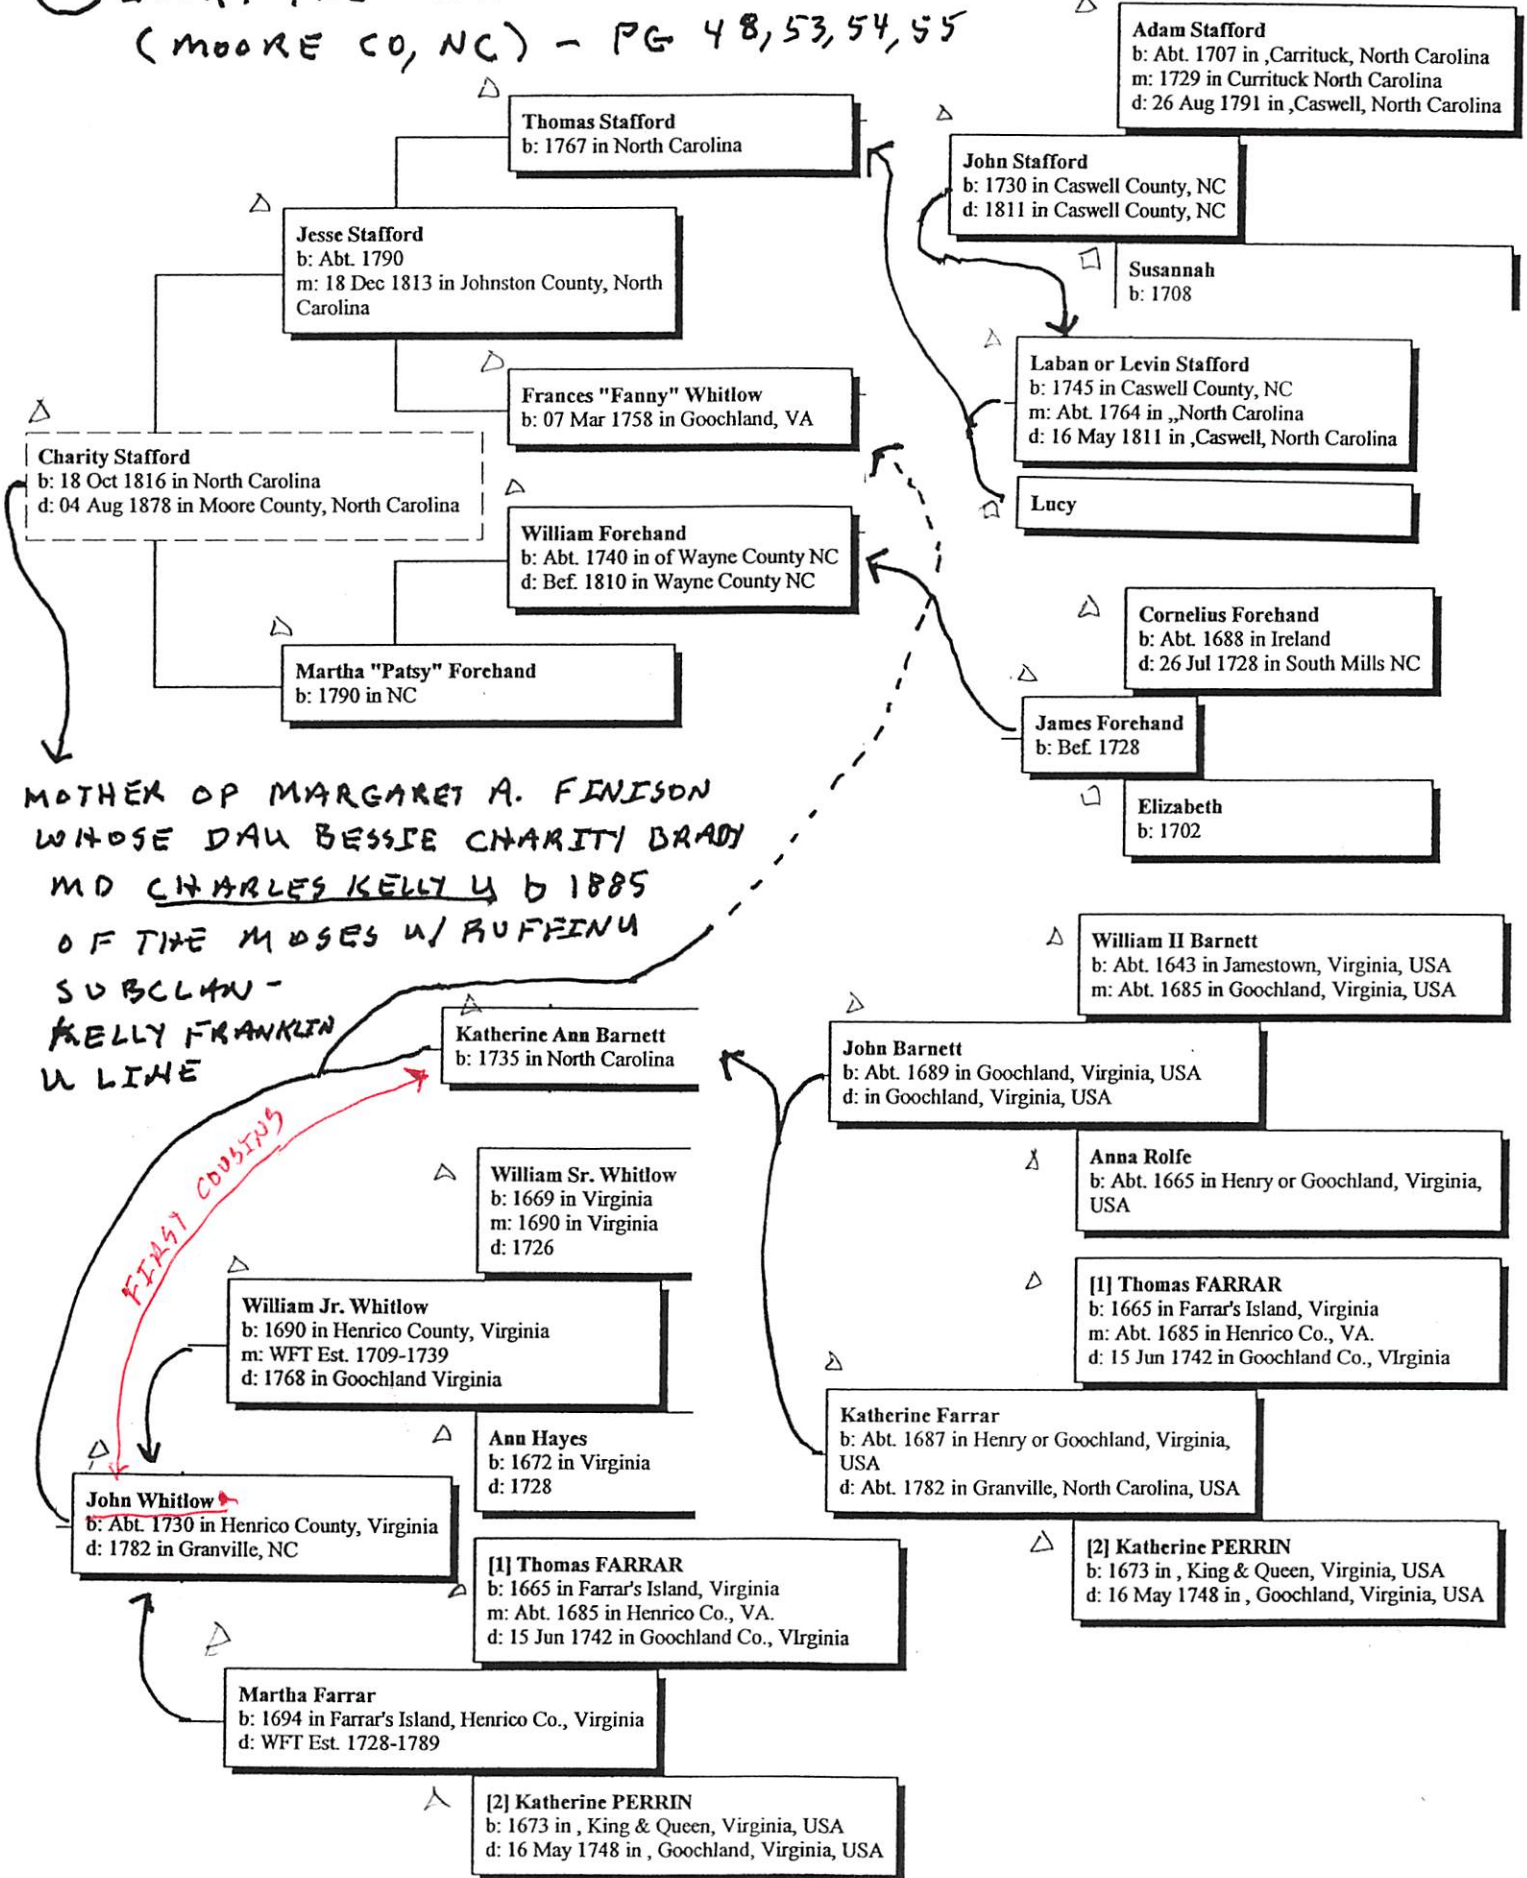 (MOORE CO, NC) - PG 48,53,54,55
Adam Stafford
b: Abt. 1707 in ,Carrituck, North Carolina
m: 1729 in Currituck North Carolina
d: 26 Aug 1791 in ,Caswell, North Carolina
Thomas Stafford
b: 1767 in North Carolina
John Stafford
b: 1730 in Caswell County, NC
d: 1811 in Caswell County, NC
Jesse Stafford
b: Abt. 1790
m: 18 Dec 1813 in Johnston County, North
Carolina
Susannah
b: 1708
Laban or Levin Stafford
b: 1745 in Caswell County, NC
m: Abt. 1764 in ,,North Carolina
d: 16 May 1811 in ,Caswell, North Carolina
Frances "Fanny" Whitlow
b: 07 Mar 1758 in Goochland, VA
Charity Stafford
b: 18 Oct 1816 in North Carolina
d: 04 Aug 1878 in Moore County, North Carolina
Lucy
William Forehand
b: Abt. 1740 in of Wayne County NC
d: Bef. 1810 in Wayne County NC
Cornelius Forehand
b: Abt. 1688 in Ireland
d: 26 Jul 1728 in South Mills NC
Martha "Patsy" Forehand
b: 1790 in NC
James Forehand
b: Bef. 1728
Elizabeth
b: 1702
MOTHER OF MARGARET A. FINISON
WHOSE DAU BESSIE CHARITY BRADY
MD CHARLES KELLY U b 1885
OF THE MOSES U/ RUFFIN U
SUBCLAN -
KELLY FRANKLIN
U LINE
William II Barnett
b: Abt. 1643 in Jamestown, Virginia, USA
m: Abt. 1685 in Goochland, Virginia, USA
Katherine Ann Barnett
b: 1735 in North Carolina
John Barnett
b: Abt. 1689 in Goochland, Virginia, USA
d: in Goochland, Virginia, USA
FIRST COUSINS
Anna Rolfe
b: Abt. 1665 in Henry or Goochland, Virginia,
USA
William Sr. Whitlow
b: 1669 in Virginia
m: 1690 in Virginia
d: 1726
[1] Thomas FARRAR
b: 1665 in Farrar's Island, Virginia
m: Abt. 1685 in Henrico Co., VA.
d: 15 Jun 1742 in Goochland Co., VIrginia
William Jr. Whitlow
b: 1690 in Henrico County, Virginia
m: WFT Est. 1709-1739
d: 1768 in Goochland Virginia
Katherine Farrar
b: Abt. 1687 in Henry or Goochland, Virginia,
USA
d: Abt. 1782 in Granville, North Carolina, USA
Ann Hayes
b: 1672 in Virginia
d: 1728
John Whitlow
b: Abt. 1730 in Henrico County, Virginia
d: 1782 in Granville, NC
[2] Katherine PERRIN
b: 1673 in , King & Queen, Virginia, USA
d: 16 May 1748 in , Goochland, Virginia, USA
[1] Thomas FARRAR
b: 1665 in Farrar's Island, Virginia
m: Abt. 1685 in Henrico Co., VA.
d: 15 Jun 1742 in Goochland Co., VIrginia
Martha Farrar
b: 1694 in Farrar's Island, Henrico Co., Virginia
d: WFT Est. 1728-1789
[2] Katherine PERRIN
b: 1673 in , King & Queen, Virginia, USA
d: 16 May 1748 in , Goochland, Virginia, USA